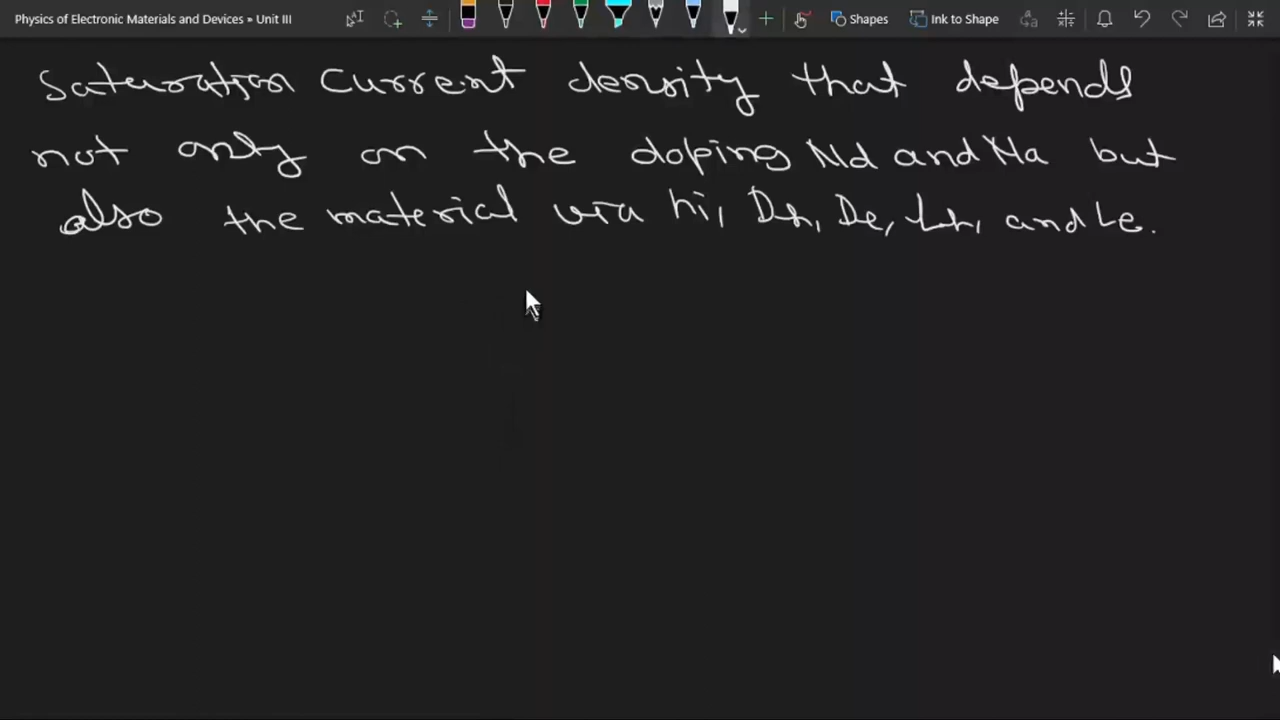 Physics of Electronic Materials and Devices » Unit III
Shapes
Ink to Shape
Saturation current density that depends
not only on the doping Nd and Na but
also the material via ni, Dh, De, Lh, and Le.